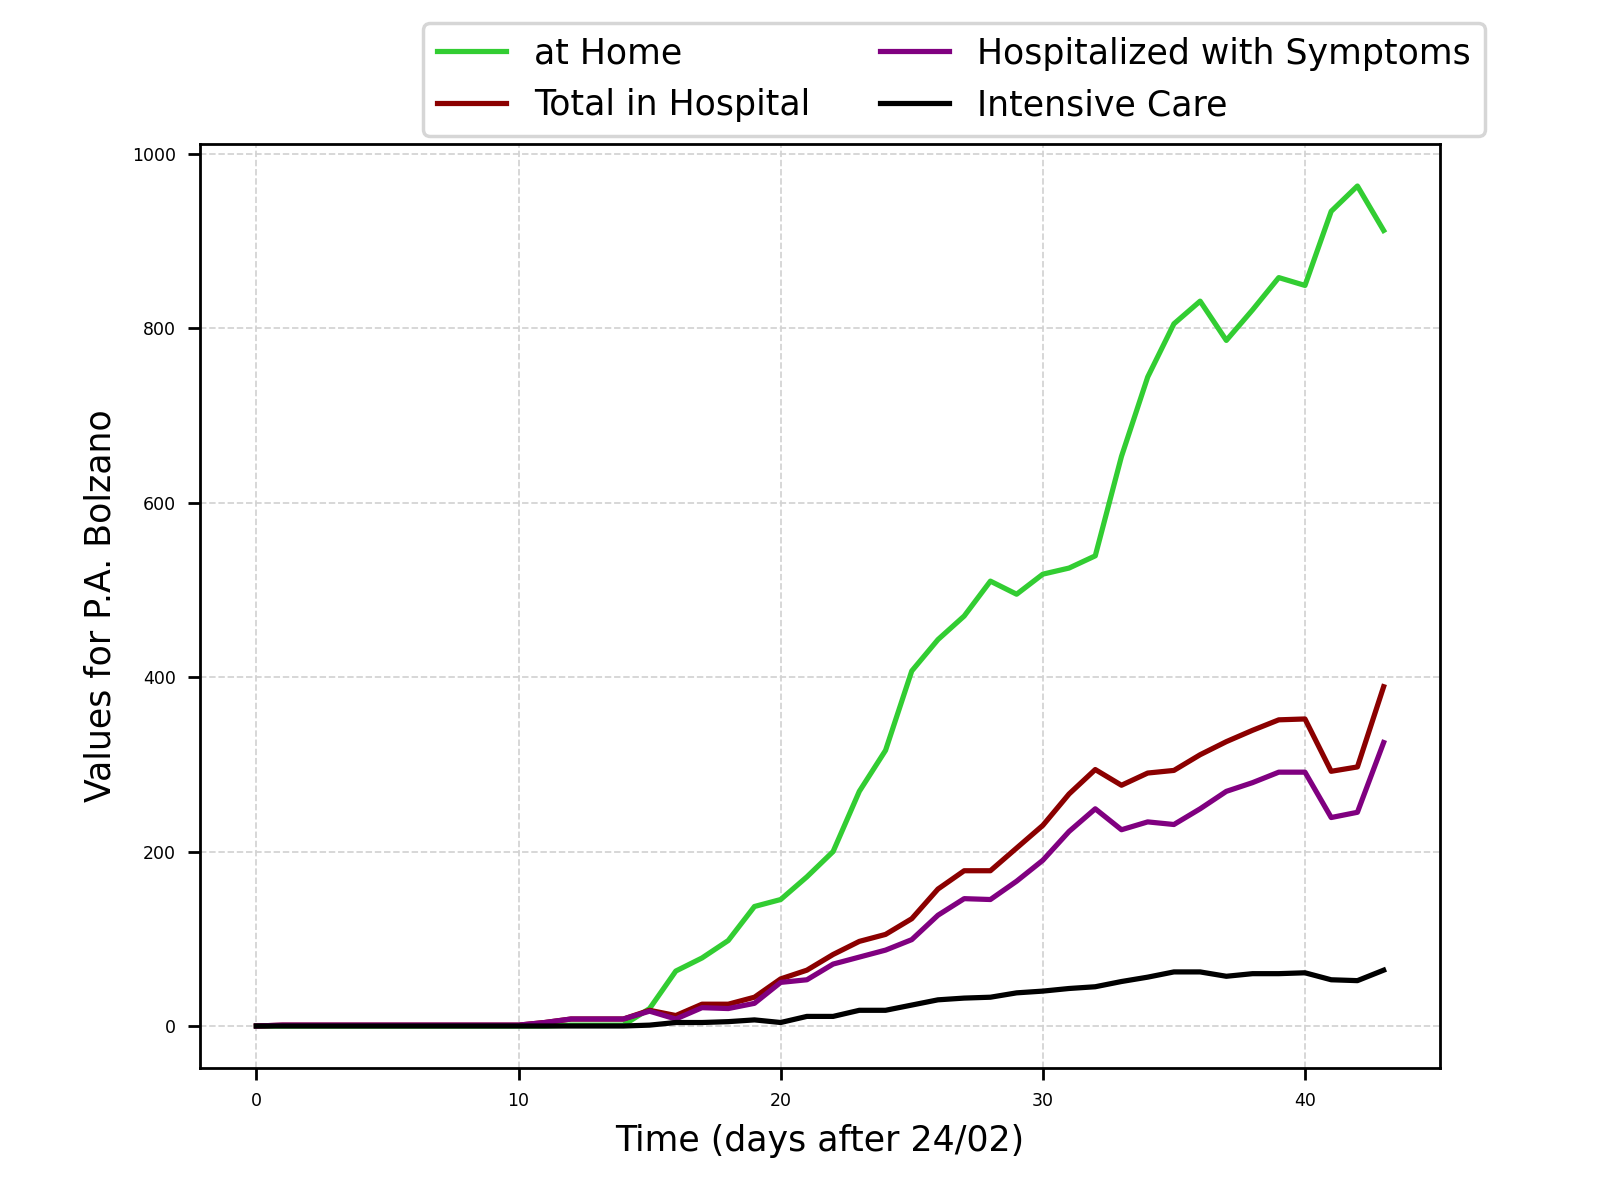 at Home
Total in Hospital
Hospitalized with Symptoms
Intensive Care
Values for P.A. Bolzano
1000
800
600
400
200
0
0 10 20 30 40
Time (days after 24/02)